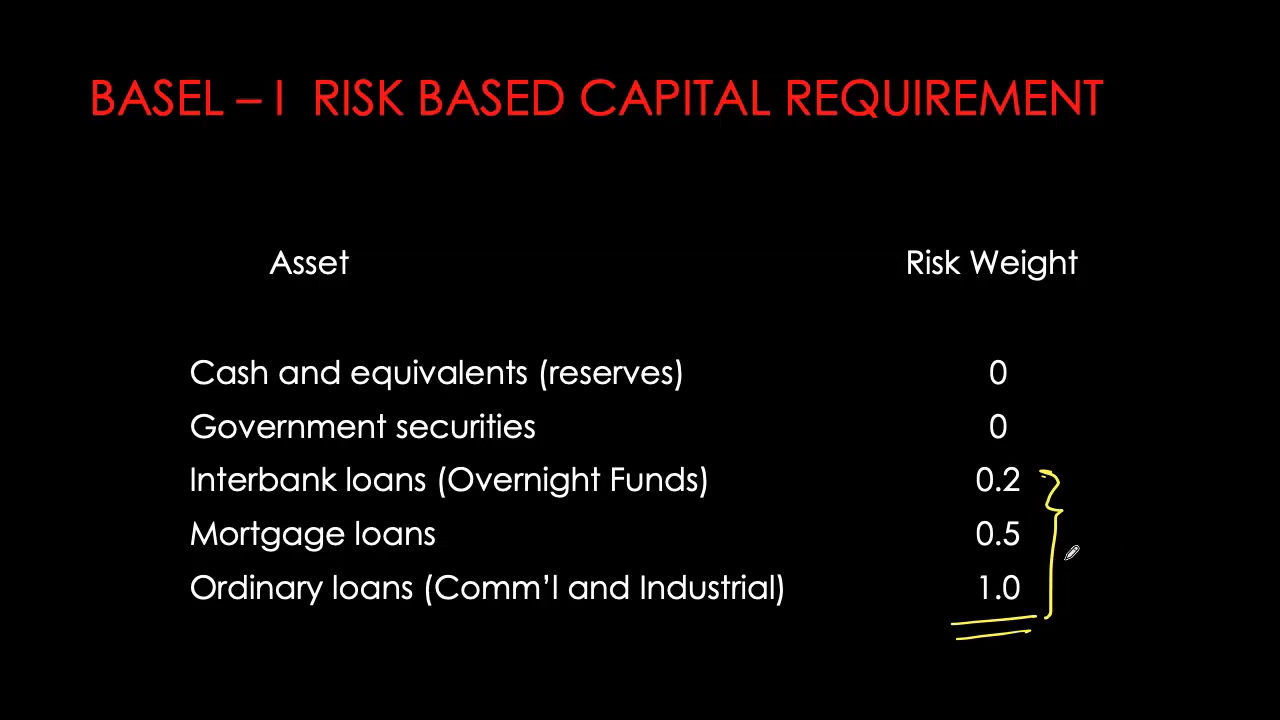 BASEL – I RISK BASED CAPITAL REQUIREMENT
Asset Risk Weight
Cash and equivalents (reserves) 0
Government securities 0
Interbank loans (Overnight Funds) 0.2
Mortgage loans 0.5
Ordinary loans (Comm’l and Industrial) 1.0